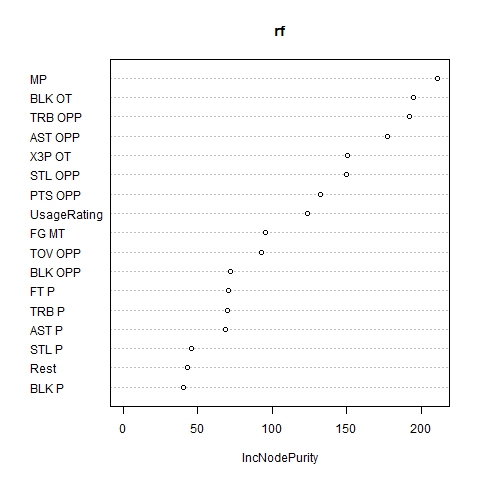 rf
MP
BLK OT
TRB OPP
AST OPP
X3P OT
STL OPP
PTS OPP
UsageRating
FG MT
TOV OPP
BLK OPP
FT P
TRB P
AST P
STL P
Rest
BLK P
0 50 100 150 200
IncNodePurity